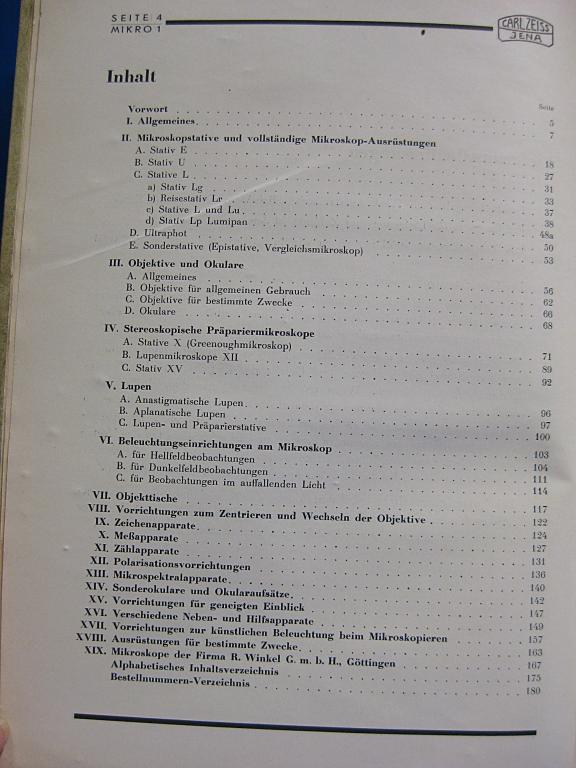 SEITE 4
MIKRO 1
CARL ZEISS
JENA
Inhalt
Seite
Vorwort . . . 5
I. Allgemeines . . . 7
II. Mikroskopstative und vollständige Mikroskop-Ausrüstungen
A. Stativ E . . . 18
B. Stativ U . . . 27
C. Stative L . . . 31
a) Stativ Lg . . . 33
b) Reisestativ Lr . . . 37
c) Stative L und Lu . . . 38
d) Stativ Lp Lumipan . . . 48a
D. Ultraphot . . . 50
E. Sonderstative (Epistative, Vergleichsmikroskop) . . . 53
III. Objektive und Okulare
A. Allgemeines . . . 56
B. Objektive für allgemeinen Gebrauch . . . 62
C. Objektive für bestimmte Zwecke . . . 66
D. Okulare . . . 68
IV. Stereoskopische Präpariermikroskope
A. Stative X (Greenoughmikroskop) . . . 71
B. Lupenmikroskope XII . . . 89
C. Stativ XV . . . 92
V. Lupen
A. Anastigmatische Lupen . . . 96
B. Aplanatische Lupen . . . 97
C. Lupen- und Präparierstative . . . 100
VI. Beleuchtungseinrichtungen am Mikroskop . . . 103
A. für Hellfeldbeobachtungen . . . 104
B. für Dunkelfeldbeobachtungen . . . 111
C. für Beobachtungen im auffallenden Licht . . . 114
VII. Objekttische . . . 117
VIII. Vorrichtungen zum Zentrieren und Wechseln der Objektive . . . 122
IX. Zeichenapparate . . . 124
X. Meßapparate . . . 127
XI. Zählapparate . . . 131
XII. Polarisationsvorrichtungen . . . 136
XIII. Mikrospektralapparate . . . 140
XIV. Sonderokulare und Okularaufsätze . . . 142
XV. Vorrichtungen für geneigten Einblick . . . 147
XVI. Verschiedene Neben- und Hilfsapparate . . . 149
XVII. Vorrichtungen zur künstlichen Beleuchtung beim Mikroskopieren . . . 157
XVIII. Ausrüstungen für bestimmte Zwecke . . . 163
XIX. Mikroskope der Firma R. Winkel G. m. b. H., Göttingen . . . 167
Alphabetisches Inhaltsverzeichnis . . . 175
Bestellnummern-Verzeichnis . . . 180